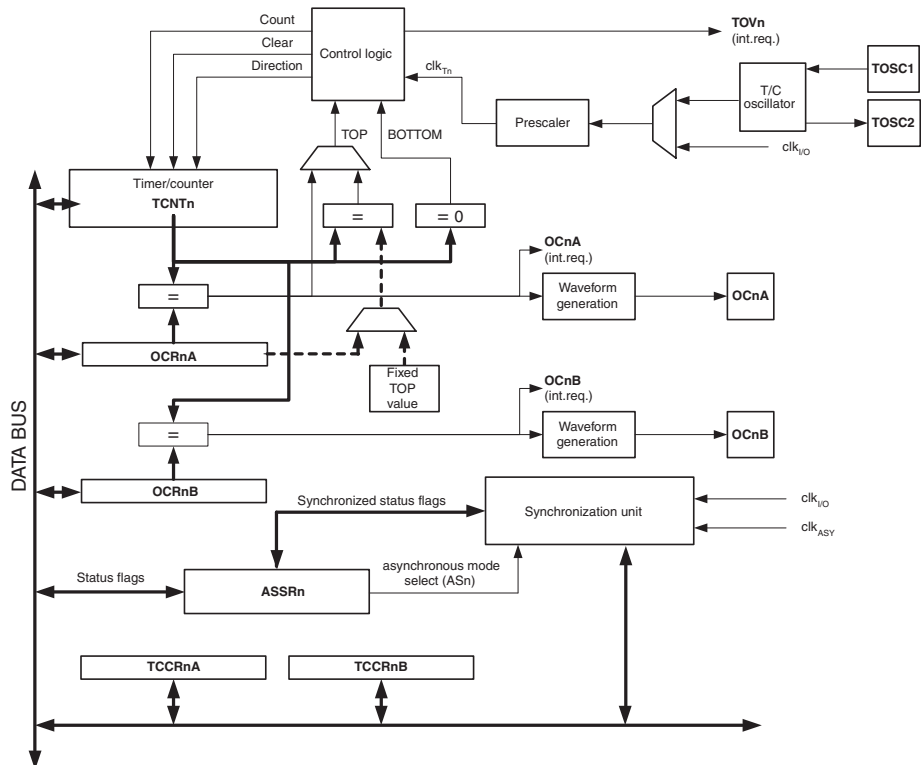 Count
Clear
Direction
Control logic
TOVn
(int.req.)
clkTn
TOSC1
T/C
oscillator
TOSC2
Prescaler
clkI/O
TOP
BOTTOM
Timer/counter
TCNTn
=
= 0
OCnA
(int.req.)
=
Waveform
generation
OCnA
OCRnA
Fixed
TOP
value
OCnB
(int.req.)
=
Waveform
generation
OCnB
DATA BUS
OCRnB
Synchronized status flags
Synchronization unit
clkI/O
clkASY
Status flags
ASSRn
asynchronous mode
select (ASn)
TCCRnA
TCCRnB